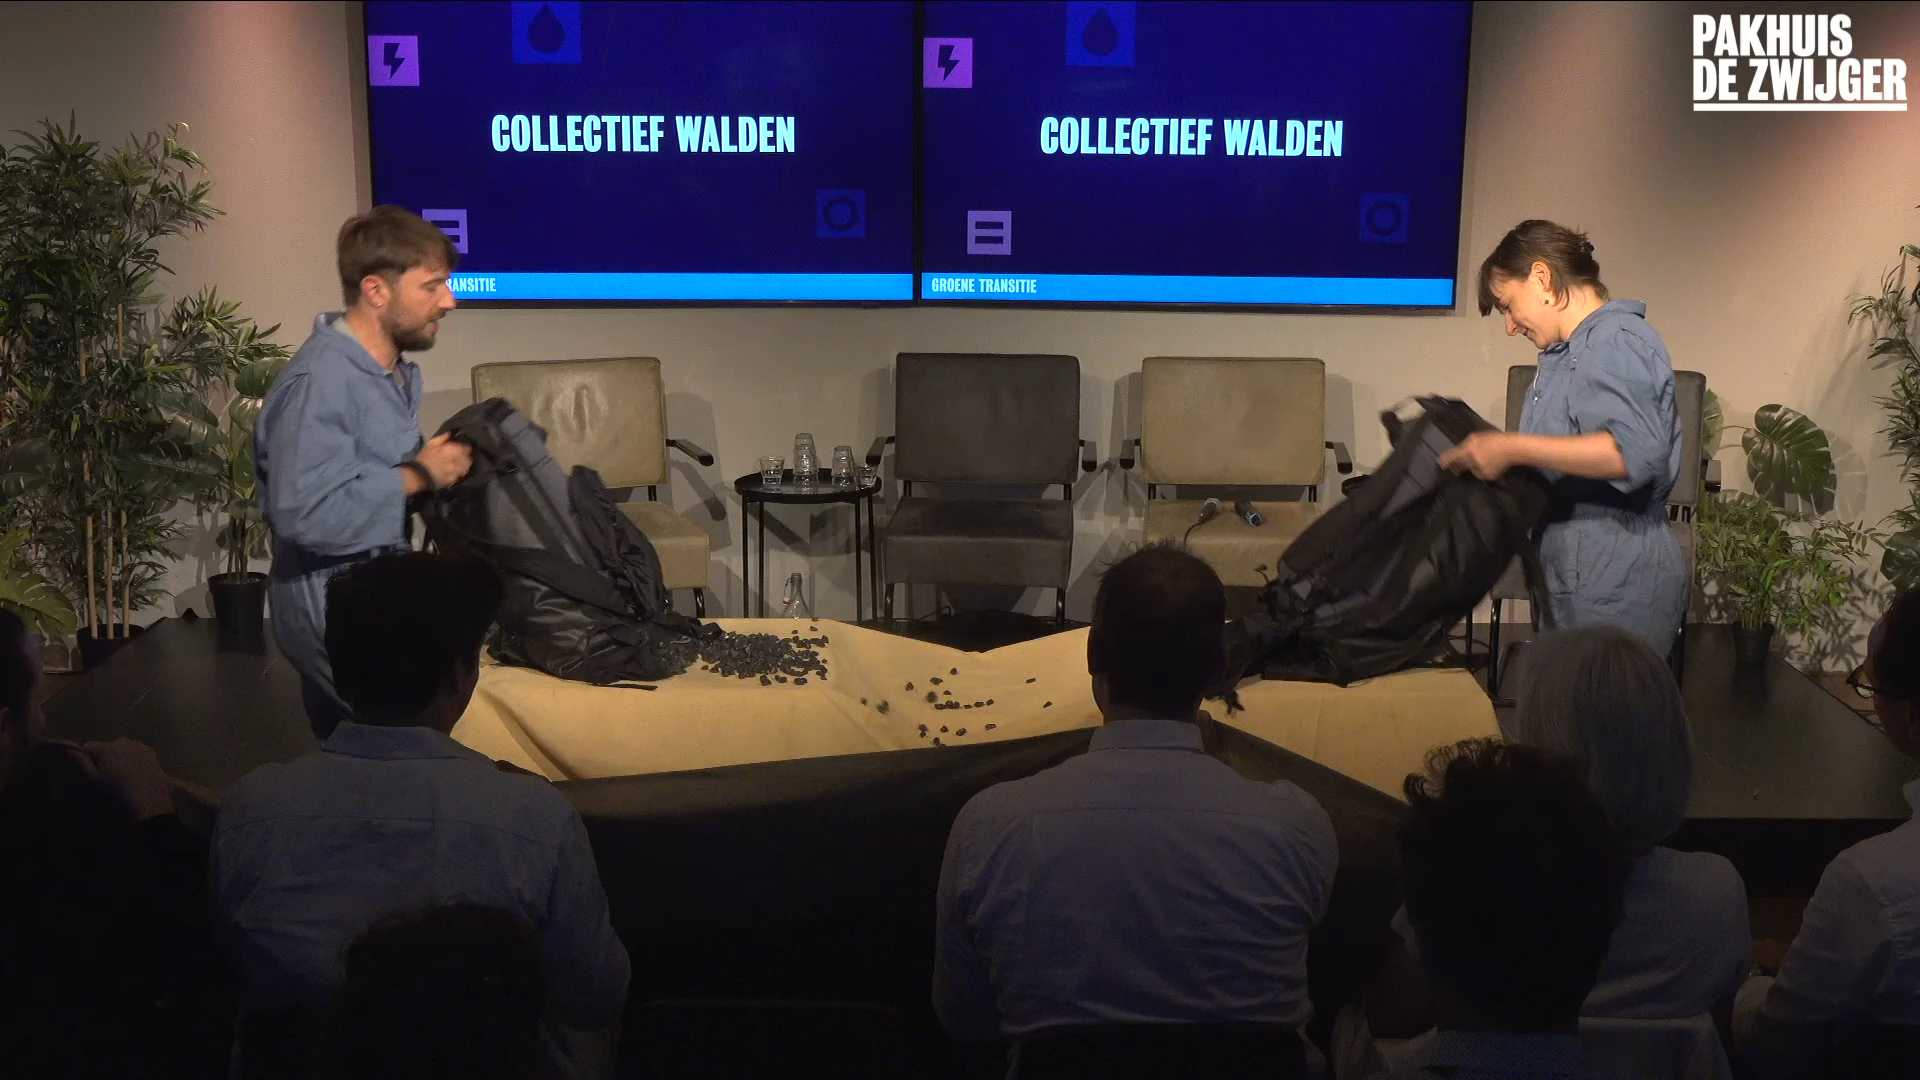 PAKHUIS
DE ZWIJGER
COLLECTIEF WALDEN
COLLECTIEF WALDEN
RANSITIE
GROENE TRANSITIE